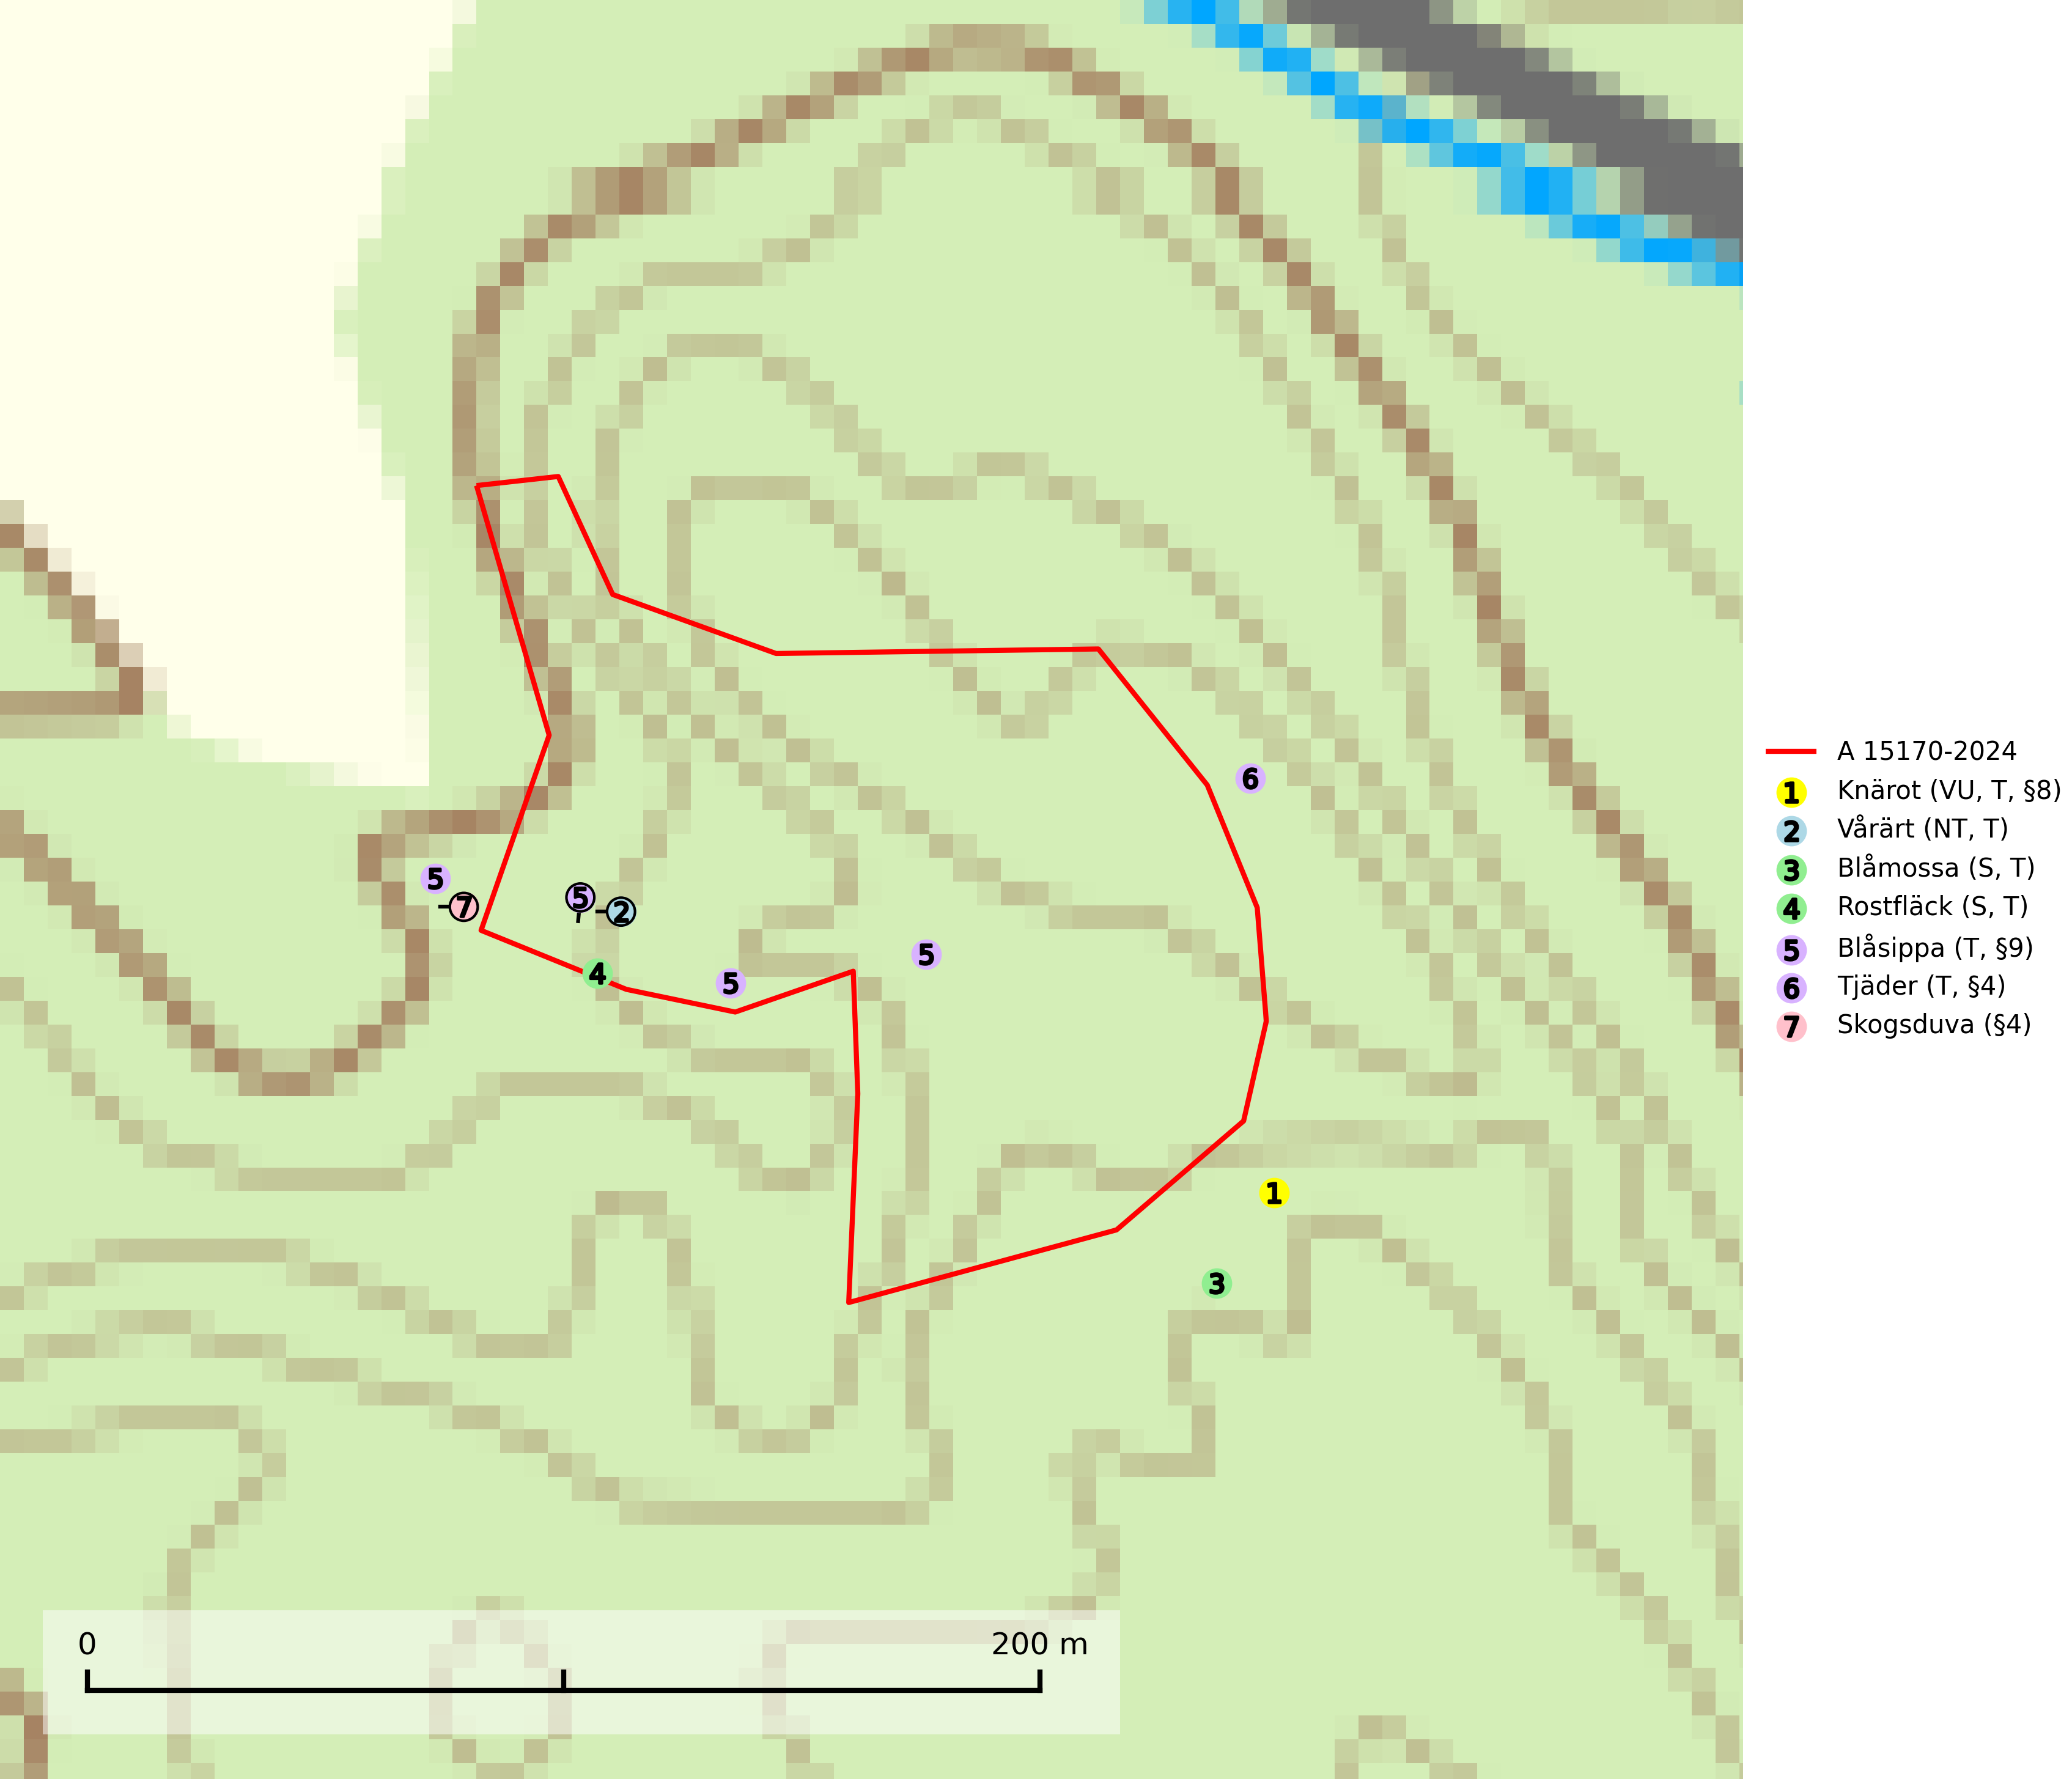 6
5
7
5
2
5
4
5
1
3
0
200 m
A 15170-2024
1 Knärot (VU, T, §8)
2 Vårärt (NT, T)
3 Blåmossa (S, T)
4 Rostfläck (S, T)
5 Blåsippa (T, §9)
6 Tjäder (T, §4)
7 Skogsduva (§4)